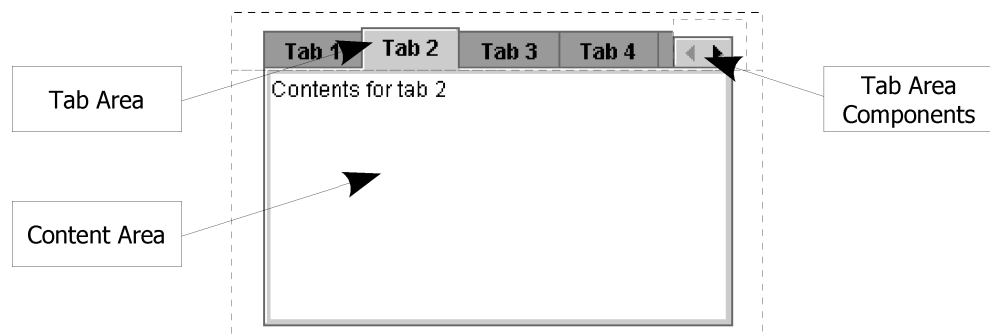 Tab 1 Tab 2 Tab 3 Tab 4
Tab Area
Contents for tab 2
Tab Area
Components
Content Area